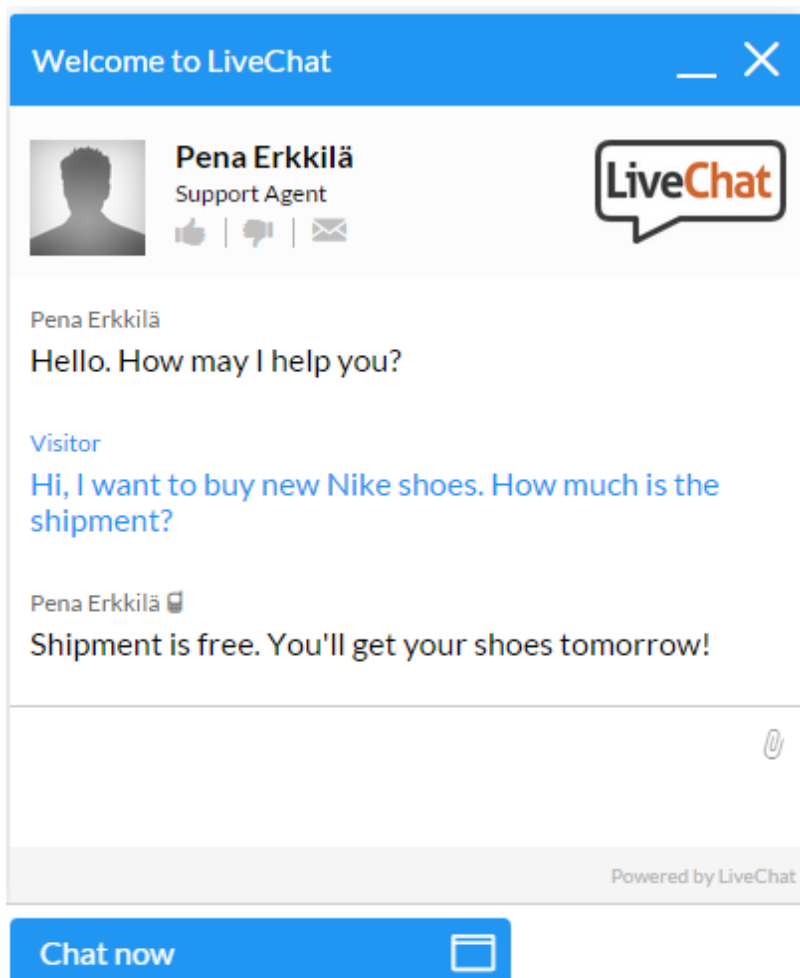 Welcome to LiveChat
Pena Erkkilä
Support Agent
LiveChat
Pena Erkkilä
Hello. How may I help you?
Visitor
Hi, I want to buy new Nike shoes. How much is the
shipment?
Pena Erkkilä
Shipment is free. You'll get your shoes tomorrow!
Powered by LiveChat
Chat now